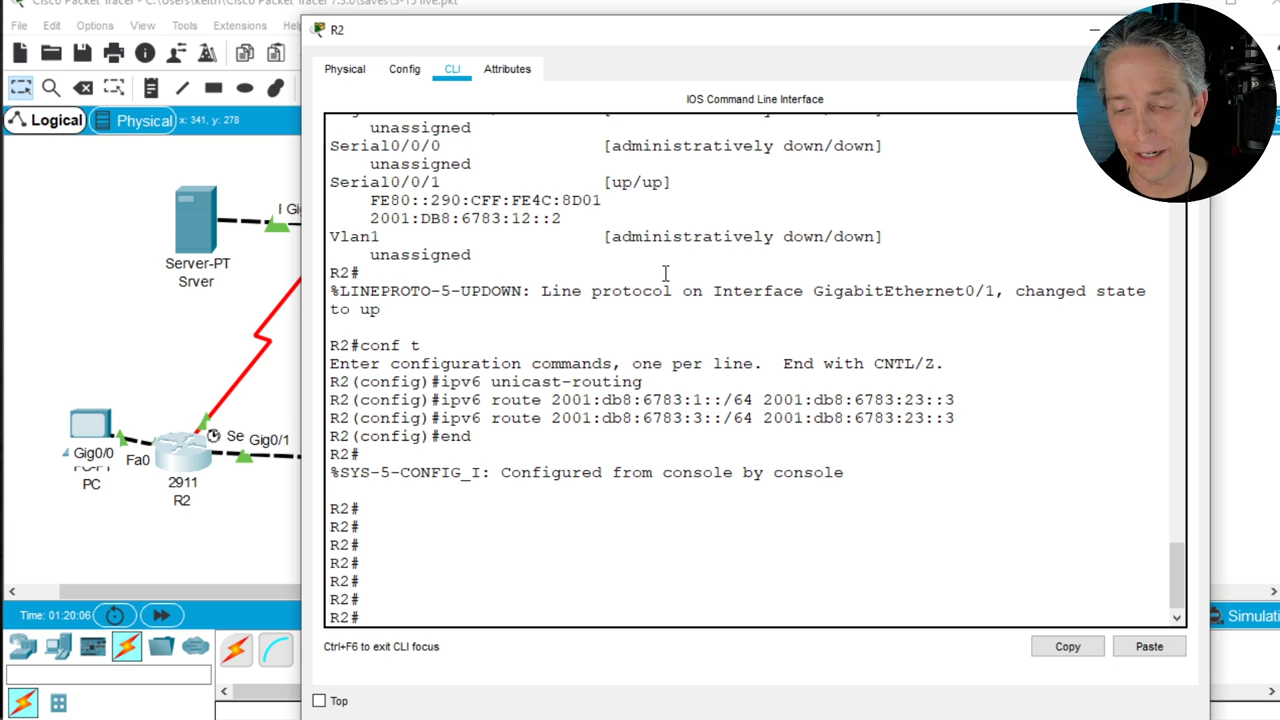 Cisco Packet Tracer - C:\Users\keith\Cisco Packet Tracer 7.3.0\saves\3-15 live.pkt
File Edit Options View Tools Extensions
Logical Physical x: 341, y: 278
Server-PT
Srver
Gig0/0
Fa0
Se Gig0/1
PC
2911
R2
Time: 01:20:06
R2
Physical Config CLI Attributes
IOS Command Line Interface
unassigned
Serial0/0/0 [administratively down/down]
unassigned
Serial0/0/1 [up/up]
FE80::290:CFF:FE4C:8D01
2001:DB8:6783:12::2
Vlan1 [administratively down/down]
unassigned
R2#
%LINEPROTO-5-UPDOWN: Line protocol on Interface GigabitEthernet0/1, changed state
to up
R2#conf t
Enter configuration commands, one per line. End with CNTL/Z.
R2(config)#ipv6 unicast-routing
R2(config)#ipv6 route 2001:db8:6783:1::/64 2001:db8:6783:23::3
R2(config)#ipv6 route 2001:db8:6783:3::/64 2001:db8:6783:23::3
R2(config)#end
R2#
%SYS-5-CONFIG_I: Configured from console by console
R2#
R2#
R2#
R2#
R2#
R2#
R2#
Ctrl+F6 to exit CLI focus
Copy Paste
Top